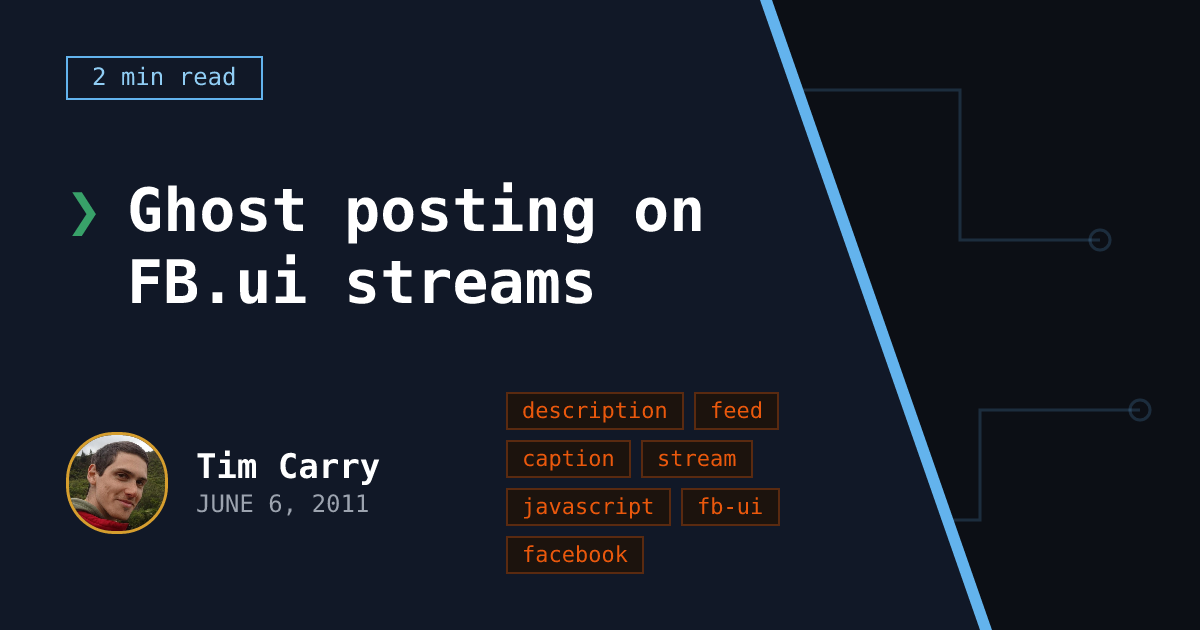 2 min read
❯ Ghost posting on
FB.ui streams
Tim Carry
JUNE 6, 2011
description feed
caption stream
javascript fb-ui
facebook